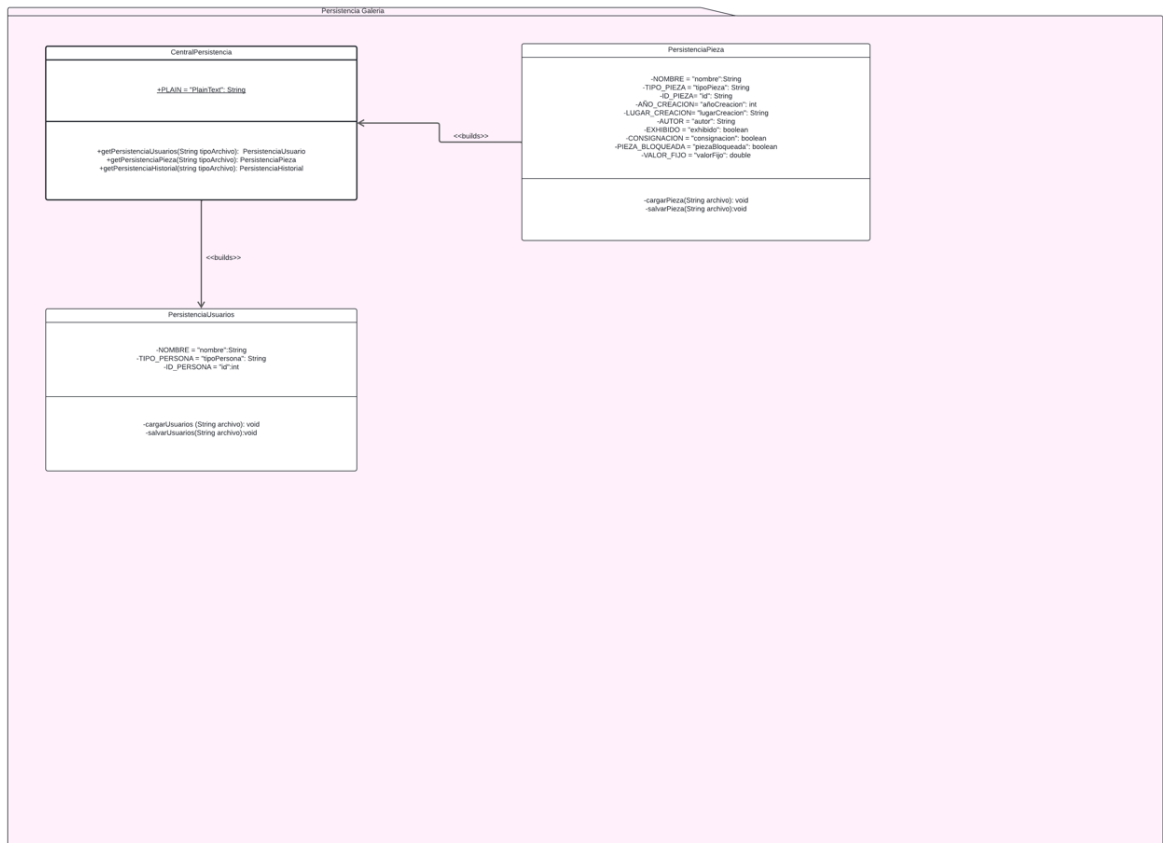 Persistencia Galeria
CentralPersistencia
+PLAIN = "PlainText": String
+getPersistenciaUsuarios(String tipoArchivo):  PersistenciaUsuario
+getPersistenciaPieza(String tipoArchivo): PersistenciaPieza
+getPersistenciaHistorial(string tipoArchivo): PersistenciaHistorial
PersistenciaPieza
-NOMBRE = "nombre":String
-TIPO_PIEZA = "tipoPieza": String
-ID_PIEZA= "id": String
-AÑO_CREACION= "añoCreacion": int
-LUGAR_CREACION= "lugarCreacion": String
-AUTOR = "autor": String
-EXHIBIDO = "exhibido": boolean
-CONSIGNACION = "consignacion": boolean
-PIEZA_BLOQUEADA = "piezaBloqueada": boolean
-VALOR_FIJO = "valorFijo": double
-cargarPieza(String archivo): void
-salvarPieza(String archivo):void
<<builds>>
<<builds>>
PersistenciaUsuarios
-NOMBRE = "nombre":String
-TIPO_PERSONA = "tipoPersona": String
-ID_PERSONA = "id":int
-cargarUsuarios (String archivo): void
-salvarUsuarios(String archivo):void